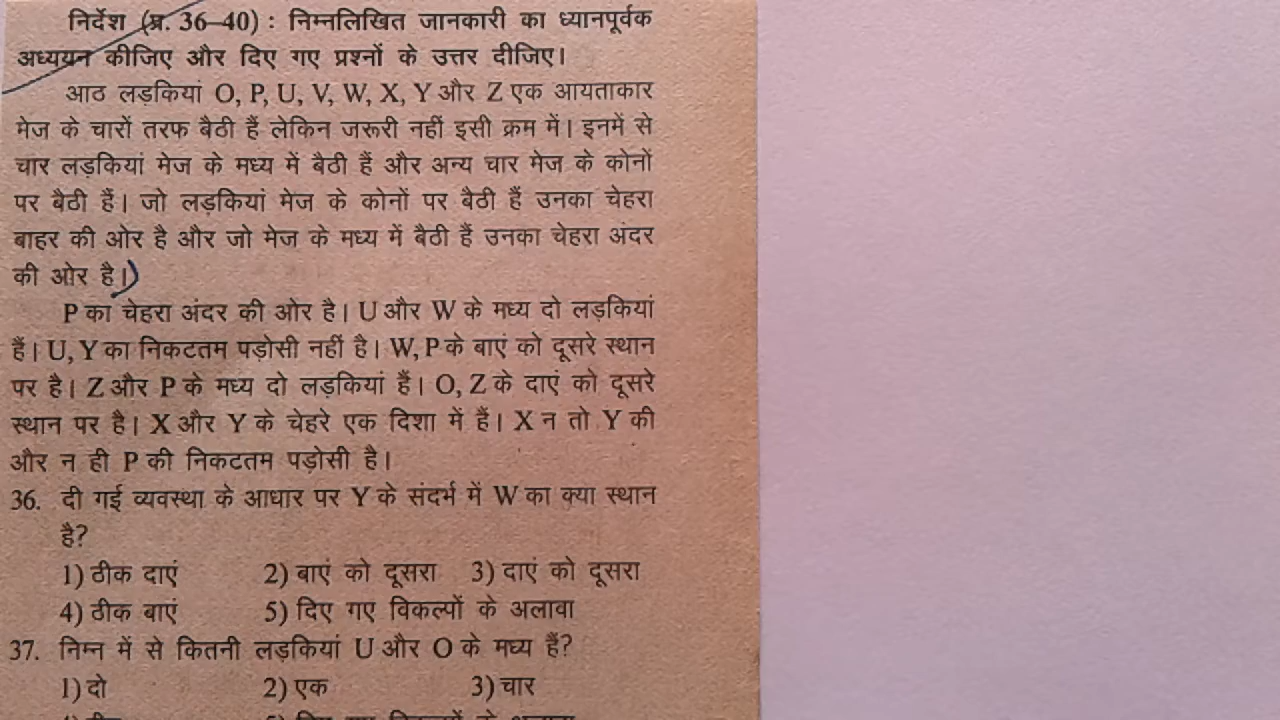 निर्देश (प्र. 36–40) : निम्नलिखित जानकारी का ध्यानपूर्वक
अध्ययन कीजिए और दिए गए प्रश्नों के उत्तर दीजिए।
आठ लड़कियां O, P, U, V, W, X, Y और Z एक आयताकार
मेज के चारों तरफ बैठी हैं लेकिन जरूरी नहीं इसी क्रम में। इनमें से
चार लड़कियां मेज के मध्य में बैठी हैं और अन्य चार मेज के कोनों
पर बैठी हैं। जो लड़कियां मेज के कोनों पर बैठी हैं उनका चेहरा
बाहर की ओर है और जो मेज के मध्य में बैठी हैं उनका चेहरा अंदर
की ओर है।
P का चेहरा अंदर की ओर है। U और W के मध्य दो लड़कियां
हैं। U, Y का निकटतम पड़ोसी नहीं है। W, P के बाएं को दूसरे स्थान
पर है। Z और P के मध्य दो लड़कियां हैं। O, Z के दाएं को दूसरे
स्थान पर है। X और Y के चेहरे एक दिशा में हैं। X न तो Y की
और न ही P की निकटतम पड़ोसी है।
36. दी गई व्यवस्था के आधार पर Y के संदर्भ में W का क्या स्थान
है?
1) ठीक दाएं 2) बाएं को दूसरा 3) दाएं को दूसरा
4) ठीक बाएं 5) दिए गए विकल्पों के अलावा
37. निम्न में से कितनी लड़कियां U और O के मध्य हैं?
1) दो 2) एक 3) चार